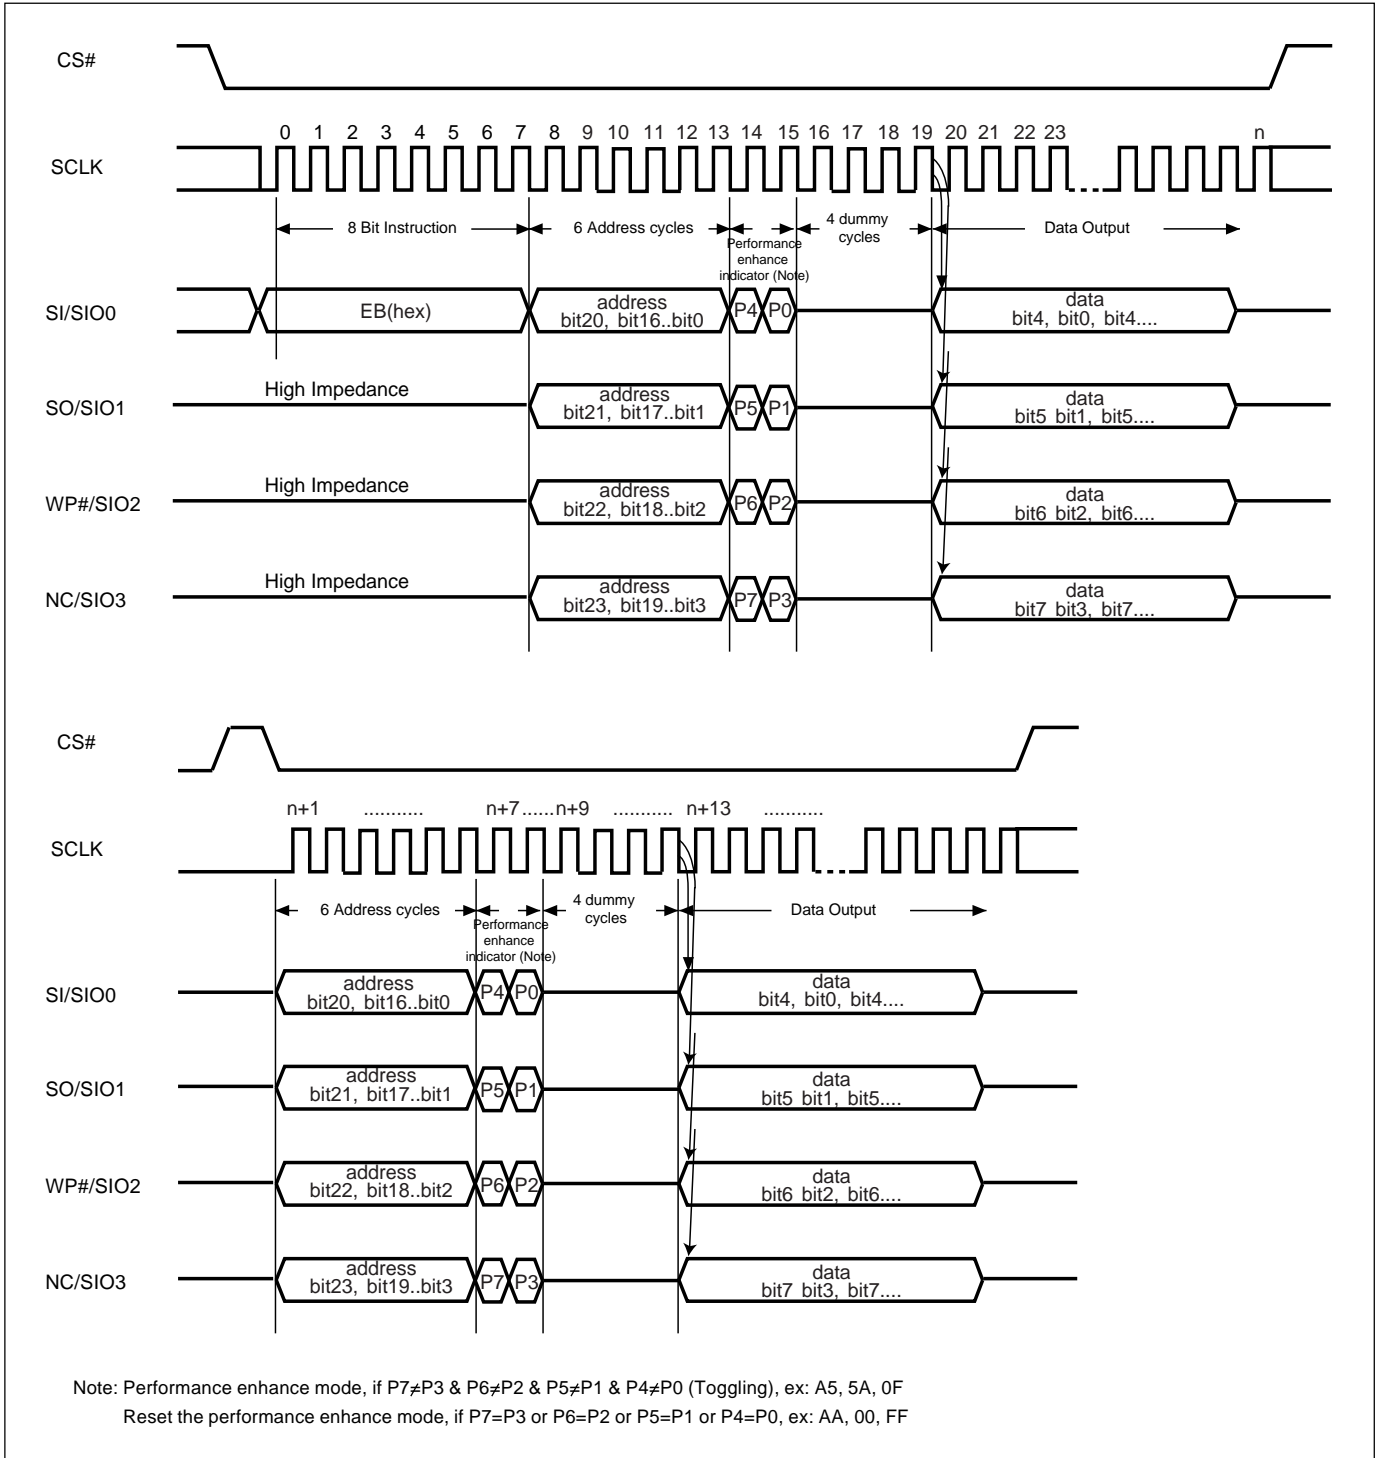 CS#
0 1 2 3 4 5 6 7 8 9 10 11 12 13 14 15 16 17 18 19 20 21 22 23 n
SCLK
8 Bit Instruction 6 Address cycles 4 dummy Data Output
cycles
Performance
enhance
indicator (Note)
SI/SIO0 EB(hex) address P4 P0 data
bit20, bit16..bit0 bit4, bit0, bit4....
High Impedance
SO/SIO1 address P5 P1 data
bit21, bit17..bit1 bit5 bit1, bit5....
High Impedance
WP#/SIO2 address P6 P2 data
bit22, bit18..bit2 bit6 bit2, bit6....
High Impedance
NC/SIO3 address P7 P3 data
bit23, bit19..bit3 bit7 bit3, bit7....
CS#
n+1 ........... n+7......n+9 ........... n+13 ...........
SCLK
6 Address cycles 4 dummy Data Output
cycles
Performance
enhance
indicator (Note)
SI/SIO0 address P4 P0 data
bit20, bit16..bit0 bit4, bit0, bit4....
SO/SIO1 address P5 P1 data
bit21, bit17..bit1 bit5 bit1, bit5....
WP#/SIO2 address P6 P2 data
bit22, bit18..bit2 bit6 bit2, bit6....
NC/SIO3 address P7 P3 data
bit23, bit19..bit3 bit7 bit3, bit7....
Note: Performance enhance mode, if P7≠P3 & P6≠P2 & P5≠P1 & P4≠P0 (Toggling), ex: A5, 5A, 0F
Reset the performance enhance mode, if P7=P3 or P6=P2 or P5=P1 or P4=P0, ex: AA, 00, FF